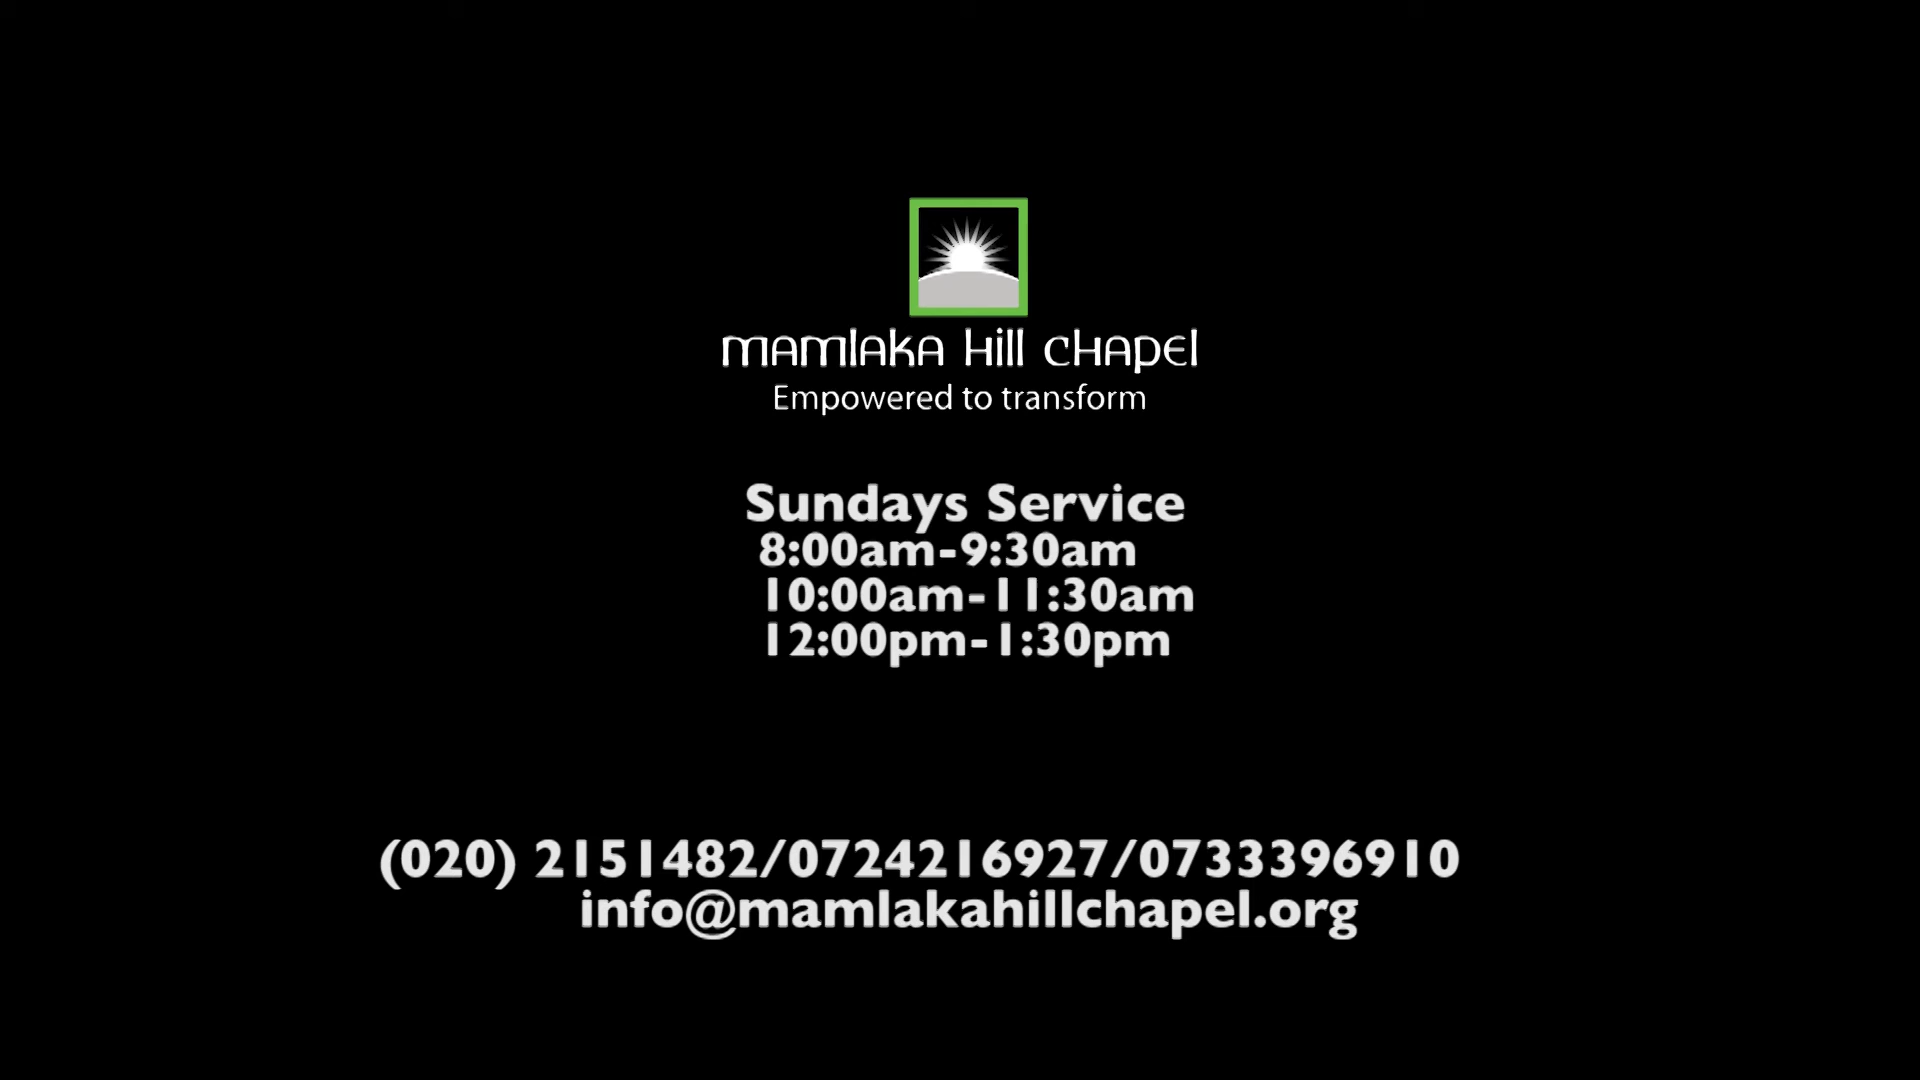 mamlaka Hill chapel
Empowered to transform
Sundays Service
8:00am-9:30am
10:00am-11:30am
12:00pm-1:30pm
(020) 2151482/0724216927/0733396910
info@mamlakahillchapel.org